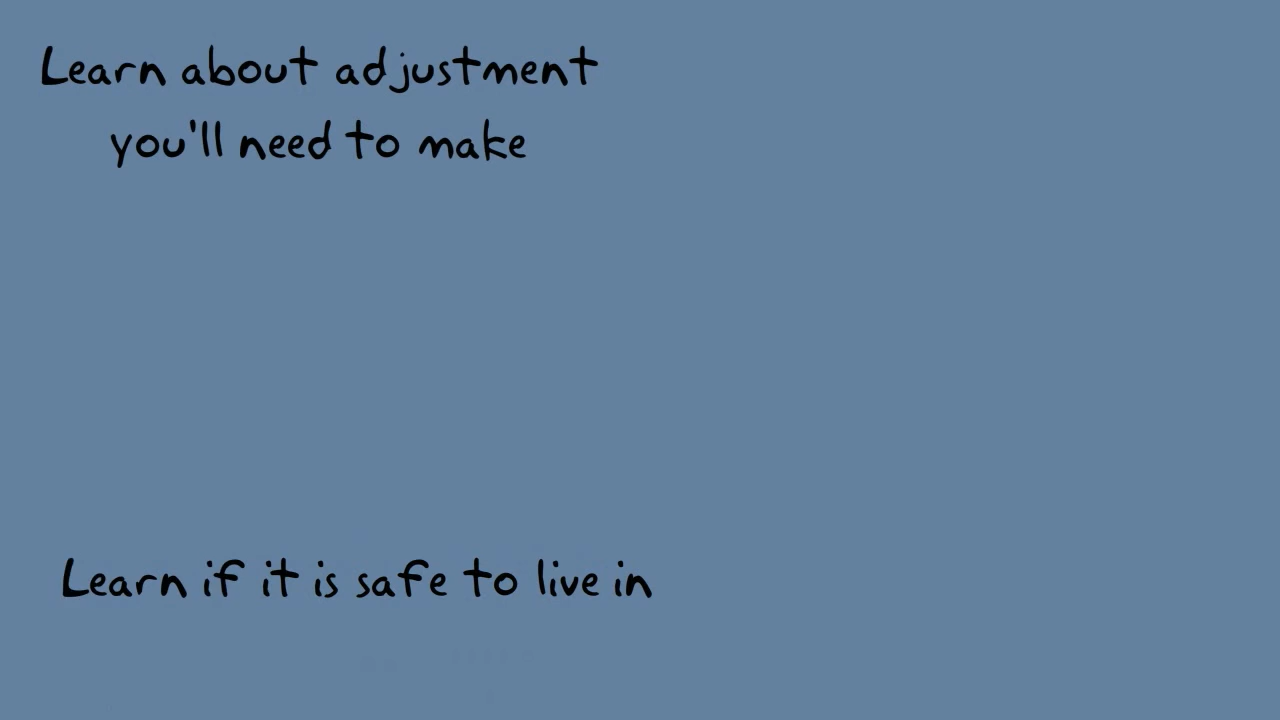 Learn about adjustment
you'll need to make
Learn if it is safe to live in